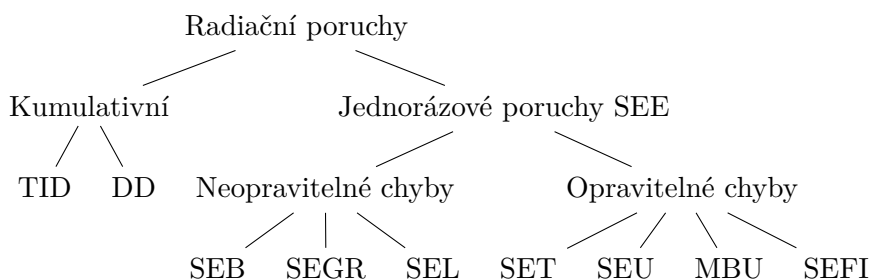 Radiační poruchy
Kumulativní Jednorázové poruchy SEE
TID DD Neopravitelné chyby Opravitelné chyby
SEB SEGR SEL SET SEU MBU SEFI